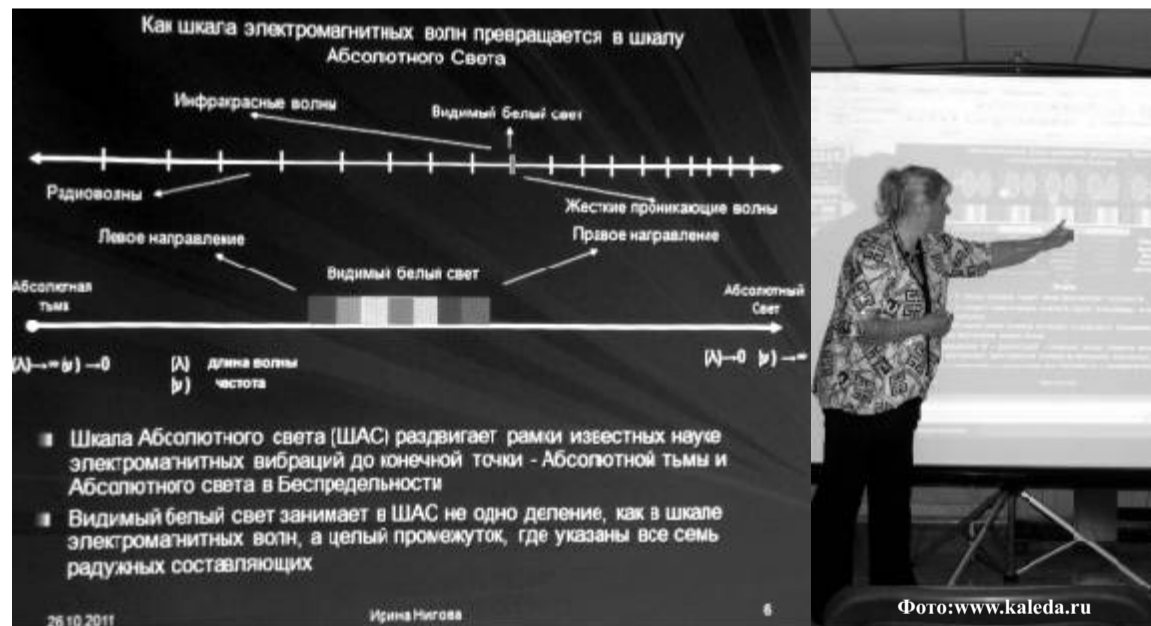 Как шкала электромагнитных волн превращается в шкалу
Абсолютного Света
Инфракрасные волны
Видимый белый свет
Радиоволны
Жесткие проникающие волны
Левое направление
Правое направление
Видимый белый свет
Абсолютная
тьма
Абсолютный
Свет
(λ)→∞ (ν) →0
(λ) длина волны
(ν) частота
(λ)→0 (ν)→∞
Шкала Абсолютного света (ШАС) раздвигает рамки известных науке
электромагнитных вибраций до конечной точки - Абсолютной тьмы и
Абсолютного света в Беспредельности
Видимый белый свет занимает в ШАС не одно деление, как в шкале
электромагнитных волн, а целый промежуток, где указаны все семь
радужных составляющих
26.10.2011
Ирина Нигова
6
Фото:www.kaleda.ru